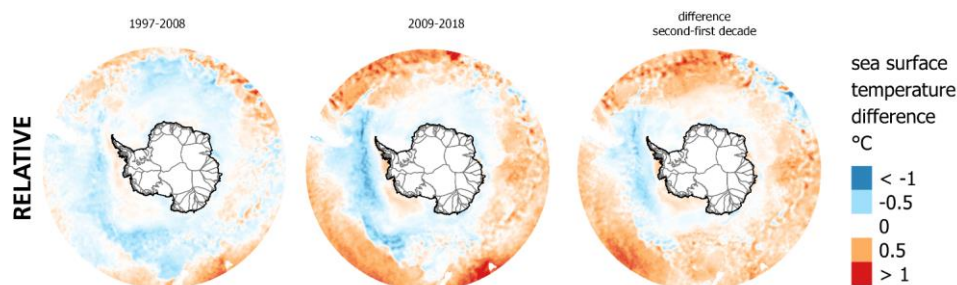 1997-2008
2009-2018
difference
second-first decade
RELATIVE
sea surface
temperature
difference
°C
< -1
-0.5
0
0.5
> 1